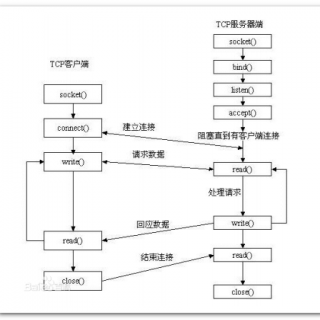 TCP服务器端
socket()
bind()
listen()
accept()
阻塞直到有客户端连接
read()
处理请求
write()
read()
close()
TCP客户端
socket()
connect()
write()
read()
close()
建立连接
请求数据
回应数据
结束连接